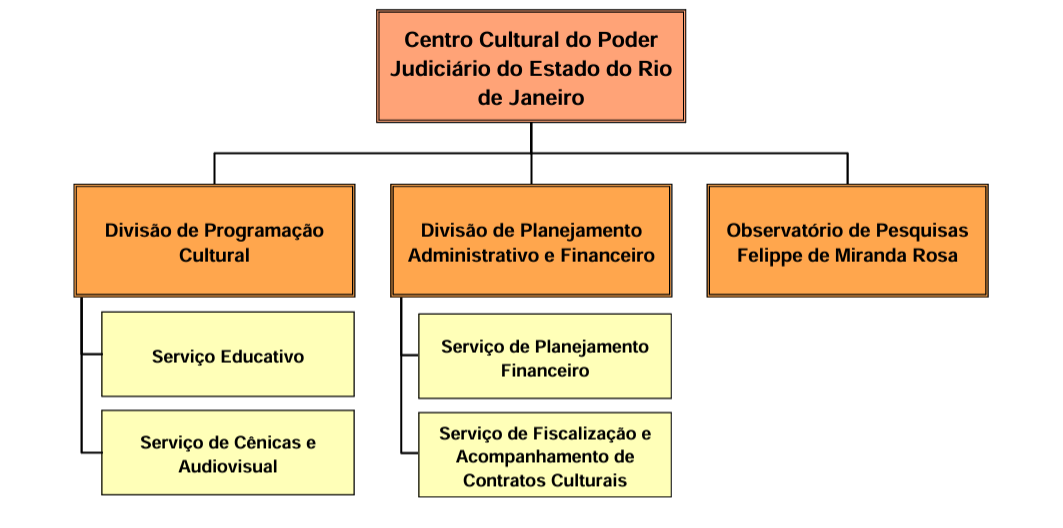 Centro Cultural do Poder
Judiciário do Estado do Rio
de Janeiro
Divisão de Programação
Cultural
Divisão de Planejamento
Administrativo e Financeiro
Observatório de Pesquisas
Felippe de Miranda Rosa
Serviço Educativo
Serviço de Cênicas e
Audiovisual
Serviço de Planejamento
Financeiro
Serviço de Fiscalização e
Acompanhamento de
Contratos Culturais